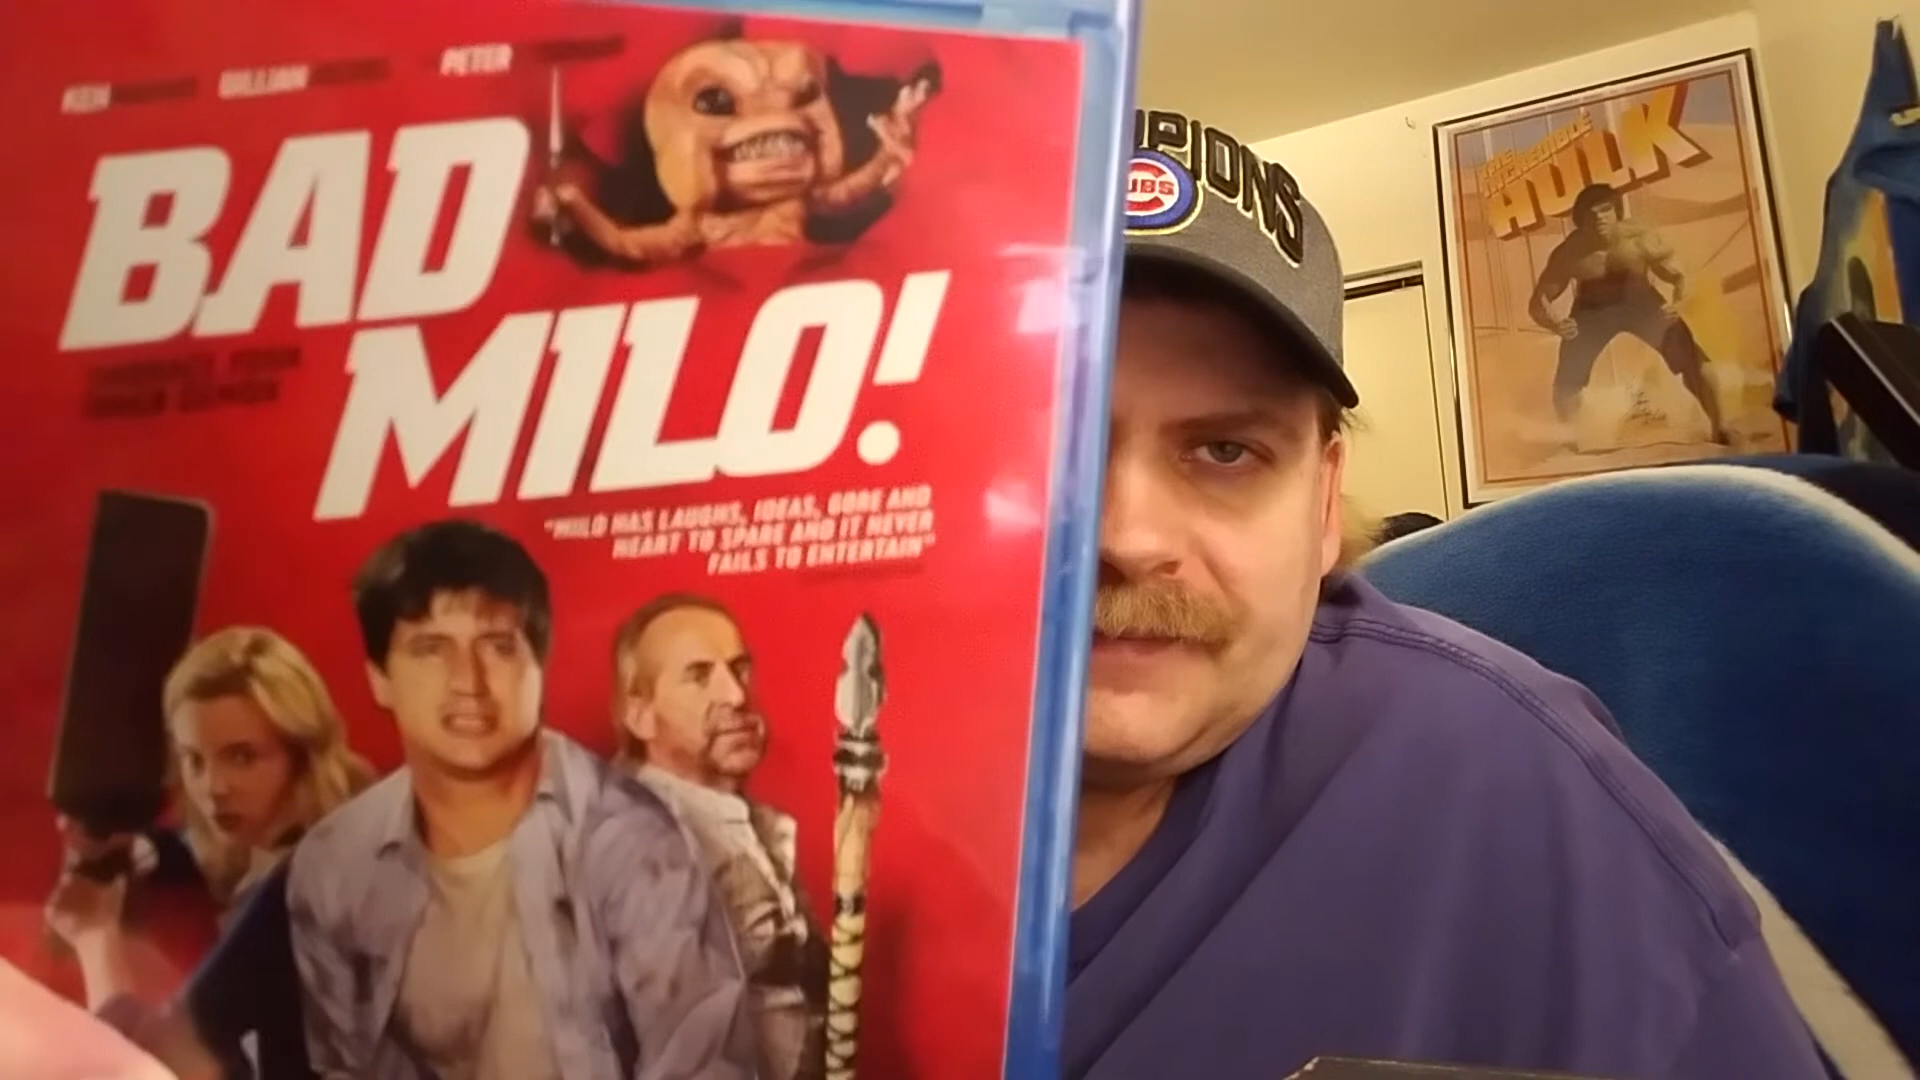 KEN WILLIAM PETER
BAD
MILO!
"MILO HAS LAUGHS, IDEAS, GORE AND
HEART TO SPARE AND IT NEVER
FAILS TO ENTERTAIN"
PIONS
UBS
THE
INCREDIBLE
HULK